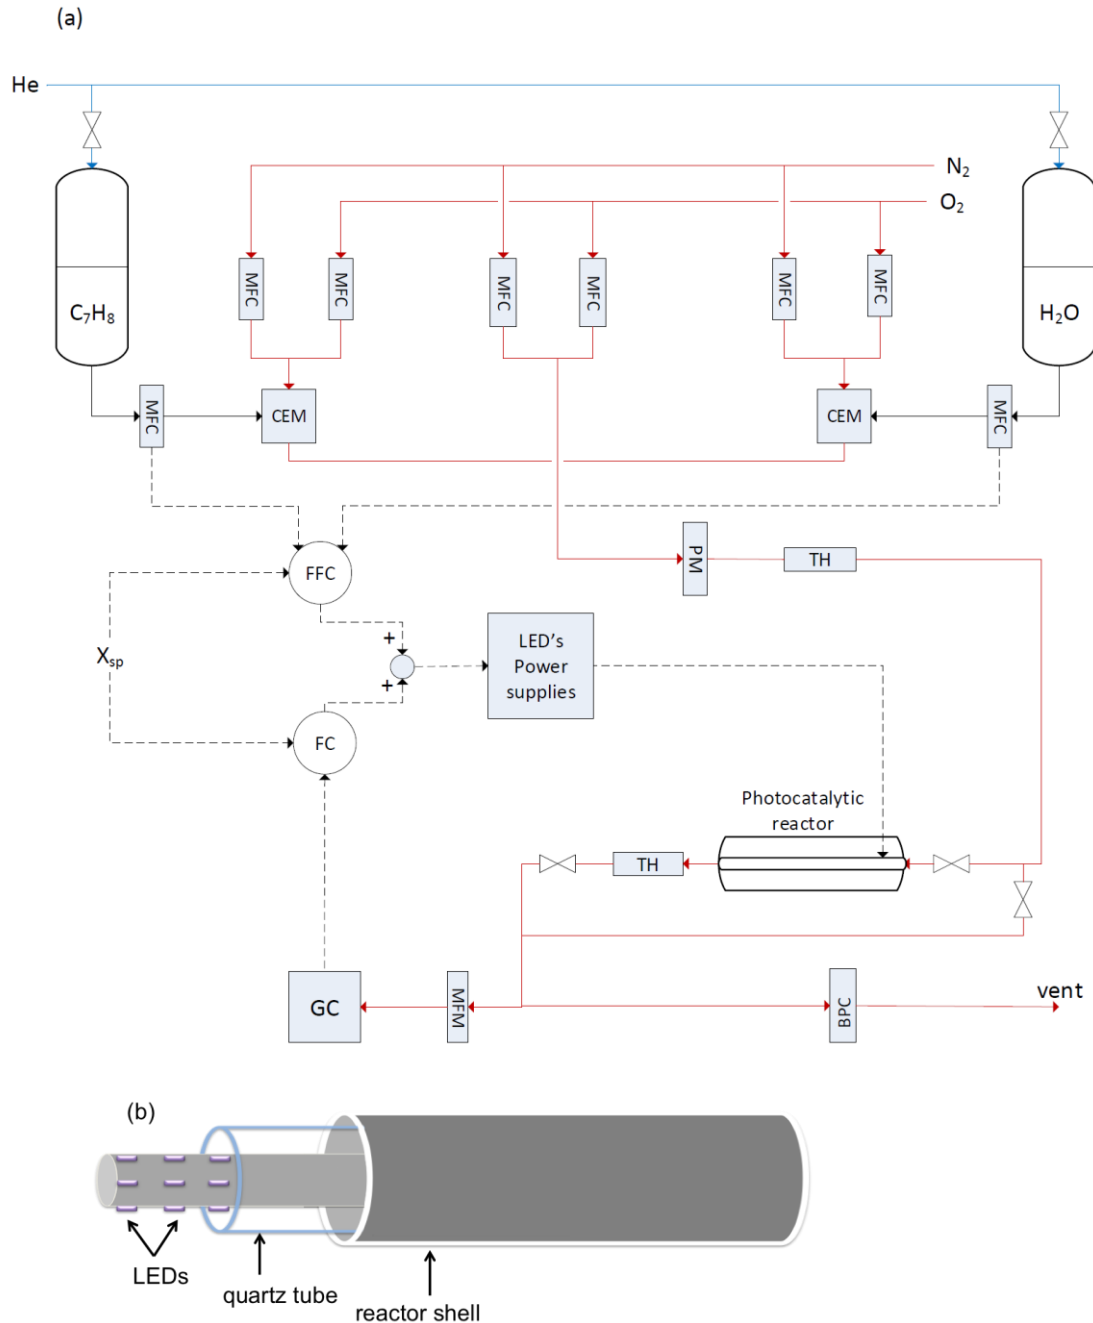 (a)
He
N₂
O₂
MFC
MFC
MFC
MFC
MFC
MFC
C₇H₈
H₂O
MFC
CEM
CEM
MFC
PM
TH
FFC
X_sp
+
+
LED's
Power
supplies
FC
Photocatalytic
reactor
TH
GC
MFM
BPC
vent
(b)
LEDs
quartz tube
reactor shell